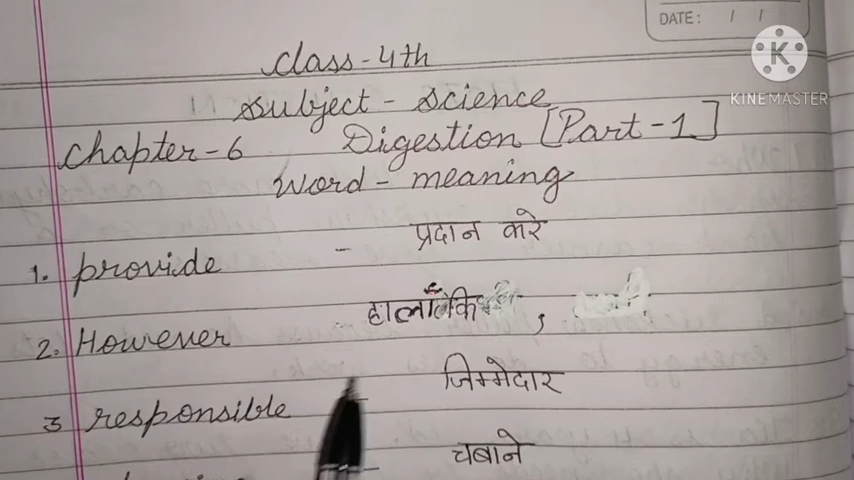 DATE: / /
KINEMASTER
Class-4th
Subject - Science
Chapter-6 Digestion [Part-1]
Word-meaning
1. provide - प्रदान करे
2. However - हालाँकि ,
3 responsible - जिम्मेदार
चबाने